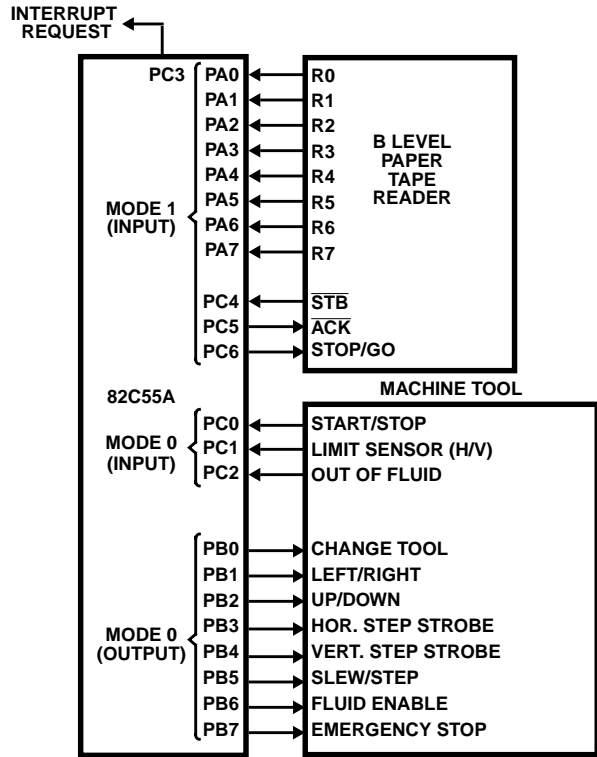 INTERRUPT
REQUEST
PC3 PA0 R0
PA1 R1
PA2 R2
PA3 R3
PA4 R4
PA5 R5
PA6 R6
PA7 R7
MODE 1
(INPUT)
B LEVEL
PAPER
TAPE
READER
PC4 STB
PC5 ACK
PC6 STOP/GO
MACHINE TOOL
82C55A
MODE 0
(INPUT)
PC0 START/STOP
PC1 LIMIT SENSOR (H/V)
PC2 OUT OF FLUID
MODE 0
(OUTPUT)
PB0 CHANGE TOOL
PB1 LEFT/RIGHT
PB2 UP/DOWN
PB3 HOR. STEP STROBE
PB4 VERT. STEP STROBE
PB5 SLEW/STEP
PB6 FLUID ENABLE
PB7 EMERGENCY STOP